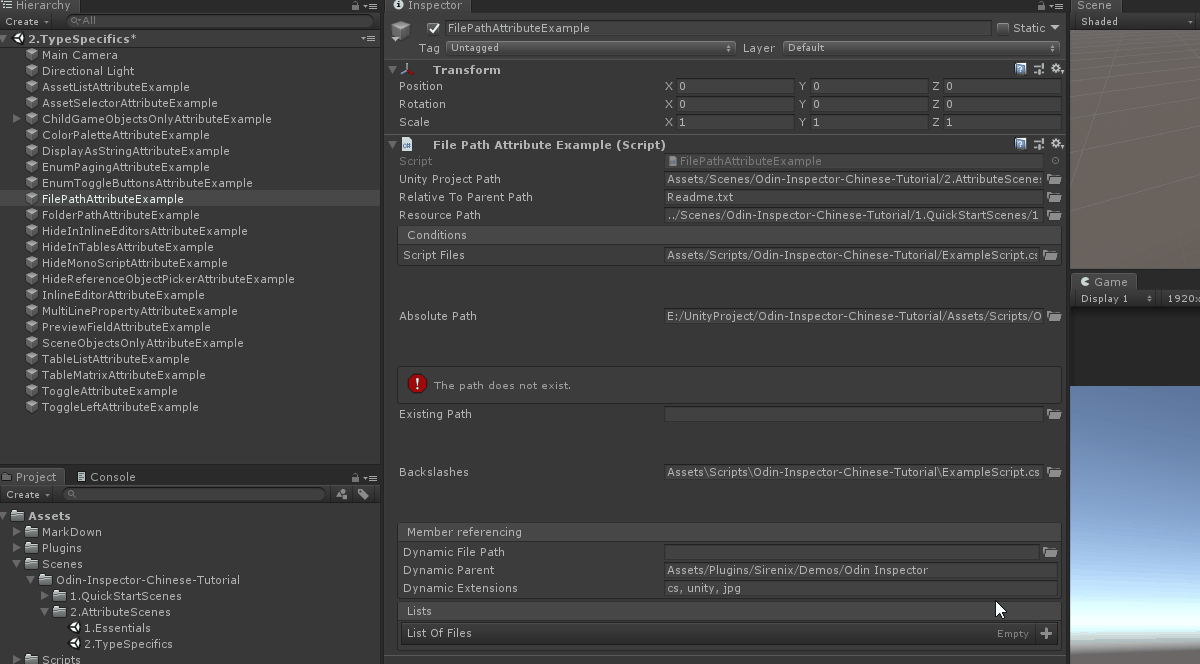 Hierarchy
Create
All
2.TypeSpecifics*
Main Camera
Directional Light
AssetListAttributeExample
AssetSelectorAttributeExample
ChildGameObjectsOnlyAttributeExample
ColorPaletteAttributeExample
DisplayAsStringAttributeExample
EnumPagingAttributeExample
EnumToggleButtonsAttributeExample
FilePathAttributeExample
FolderPathAttributeExample
HideInInlineEditorsAttributeExample
HideInTablesAttributeExample
HideMonoScriptAttributeExample
HideReferenceObjectPickerAttributeExample
InlineEditorAttributeExample
MultiLinePropertyAttributeExample
PreviewFieldAttributeExample
SceneObjectsOnlyAttributeExample
TableListAttributeExample
TableMatrixAttributeExample
ToggleAttributeExample
ToggleLeftAttributeExample
Project Console
Create
Assets
MarkDown
Plugins
Scenes
Odin-Inspector-Chinese-Tutorial
1.QuickStartScenes
2.AttributeScenes
1.Essentials
2.TypeSpecifics
Scripts
Inspector
FilePathAttributeExample Static
Tag Untagged Layer Default
Transform
Position X 0 Y 0 Z 0
Rotation X 0 Y 0 Z 0
Scale X 1 Y 1 Z 1
File Path Attribute Example (Script)
Script FilePathAttributeExample
Unity Project Path Assets/Scenes/Odin-Inspector-Chinese-Tutorial/2.AttributeScenes
Relative To Parent Path Readme.txt
Resource Path ../Scenes/Odin-Inspector-Chinese-Tutorial/1.QuickStartScenes/1
Conditions
Script Files Assets/Scripts/Odin-Inspector-Chinese-Tutorial/ExampleScript.cs
Absolute Path E:/UnityProject/Odin-Inspector-Chinese-Tutorial/Assets/Scripts/O
The path does not exist.
Existing Path
Backslashes Assets\Scripts\Odin-Inspector-Chinese-Tutorial\ExampleScript.cs
Member referencing
Dynamic File Path
Dynamic Parent Assets/Plugins/Sirenix/Demos/Odin Inspector
Dynamic Extensions cs, unity, jpg
Lists
List Of Files Empty
Scene
Shaded
Game
Display 1 1920: